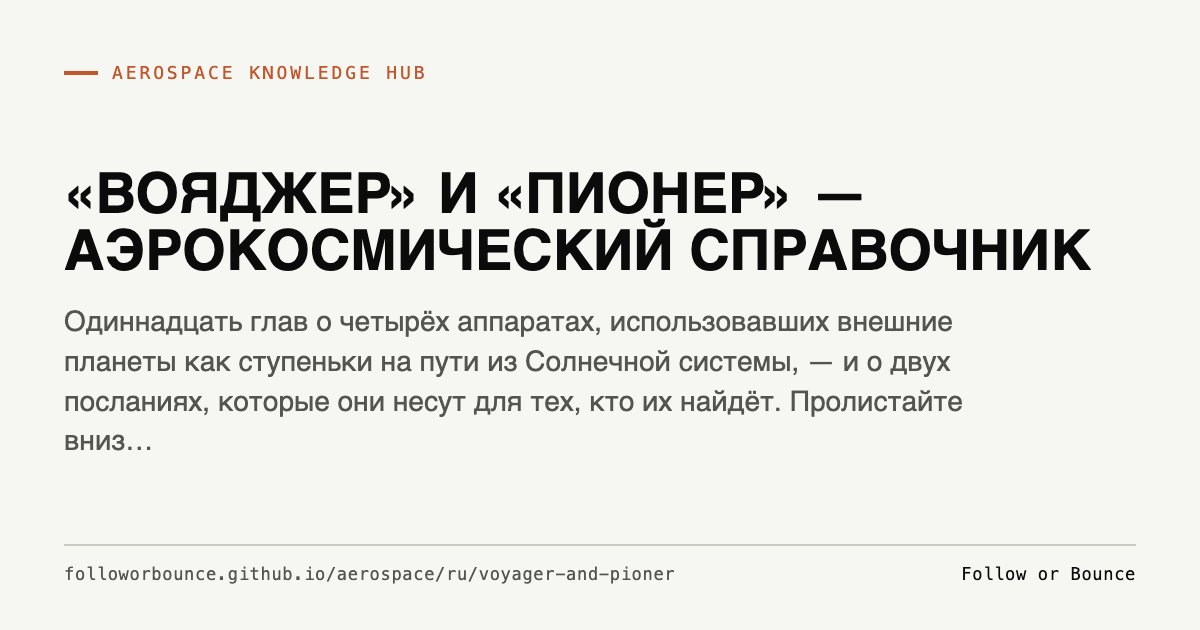 AEROSPACE KNOWLEDGE HUB
«ВОЯДЖЕР» И «ПИОНЕР» —
АЭРОКОСМИЧЕСКИЙ СПРАВОЧНИК
Одиннадцать глав о четырёх аппаратах, использовавших внешние
планеты как ступеньки на пути из Солнечной системы, — и о двух
посланиях, которые они несут для тех, кто их найдёт. Пролистайте
вниз…
followorbounce.github.io/aerospace/ru/voyager-and-pioner
Follow or Bounce